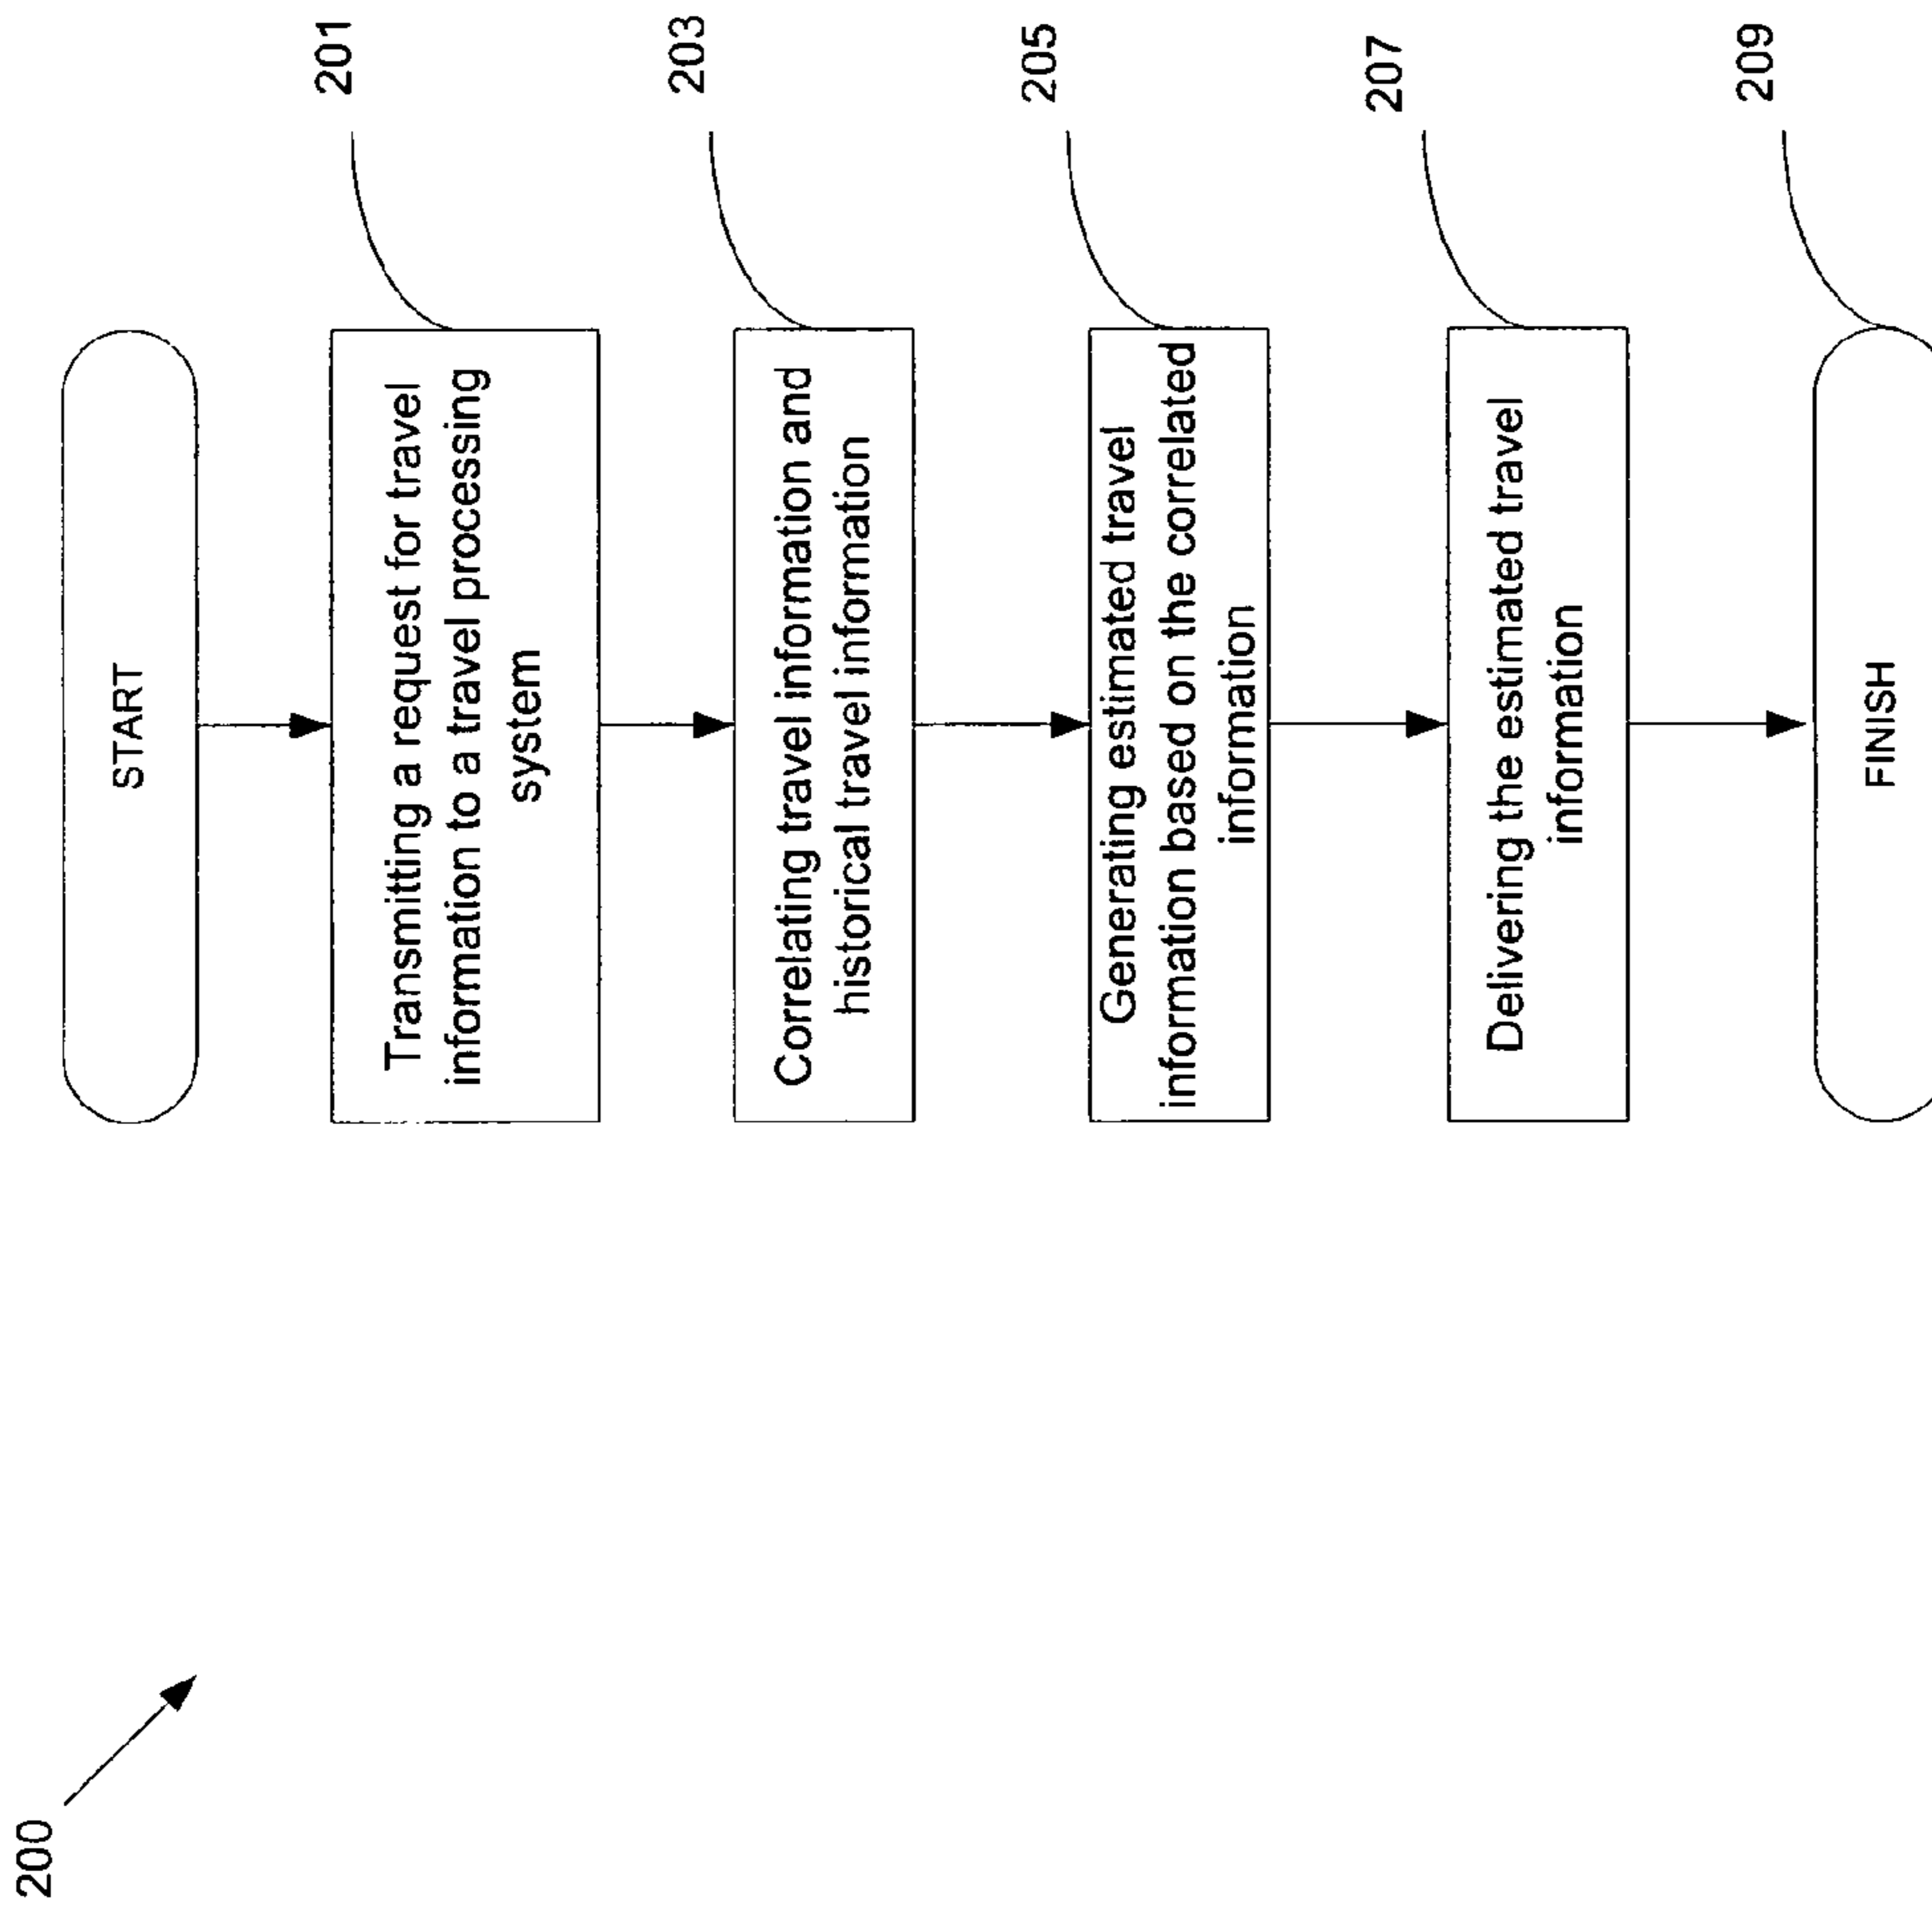 200
START
201
Transmitting a request for travel
information to a travel processing
system
203
Correlating travel information and
historical travel information
205
Generating estimated travel
information based on the correlated
information
207
Delivering the estimated travel
information
209
FINISH